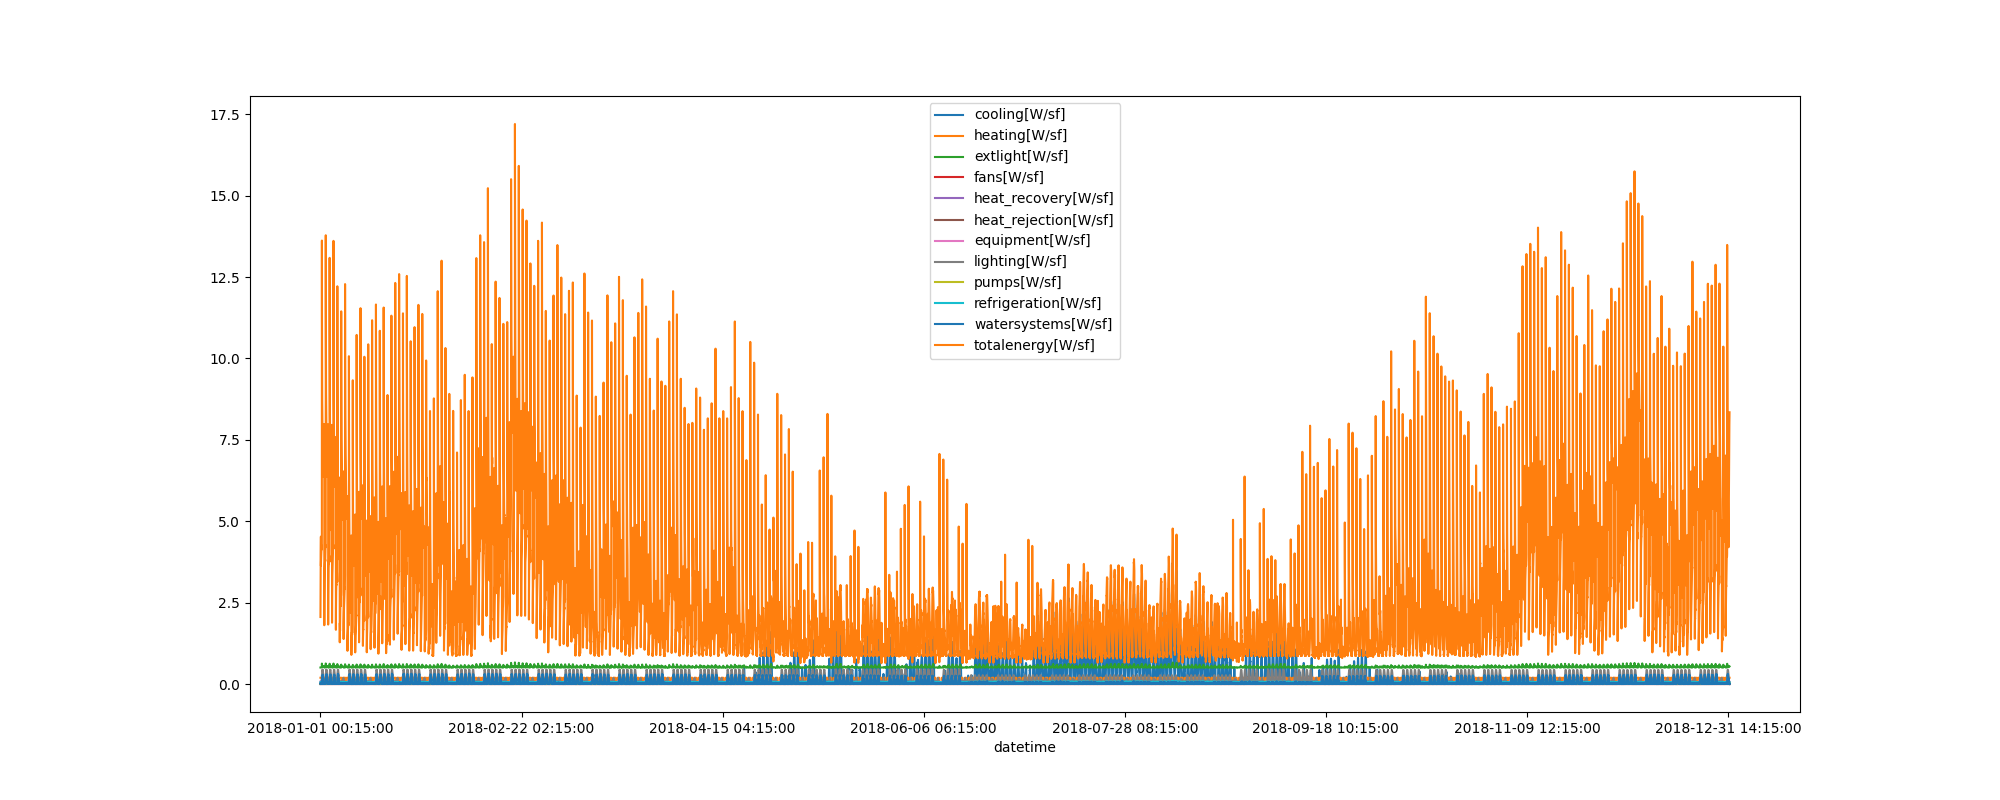 17.5
15.0
12.5
10.0
7.5
5.0
2.5
0.0
cooling[W/sf]
heating[W/sf]
extlight[W/sf]
fans[W/sf]
heat_recovery[W/sf]
heat_rejection[W/sf]
equipment[W/sf]
lighting[W/sf]
pumps[W/sf]
refrigeration[W/sf]
watersystems[W/sf]
totalenergy[W/sf]
2018-01-01 00:15:00 2018-02-22 02:15:00 2018-04-15 04:15:00 2018-06-06 06:15:00 2018-07-28 08:15:00 2018-09-18 10:15:00 2018-11-09 12:15:00 2018-12-31 14:15:00
datetime